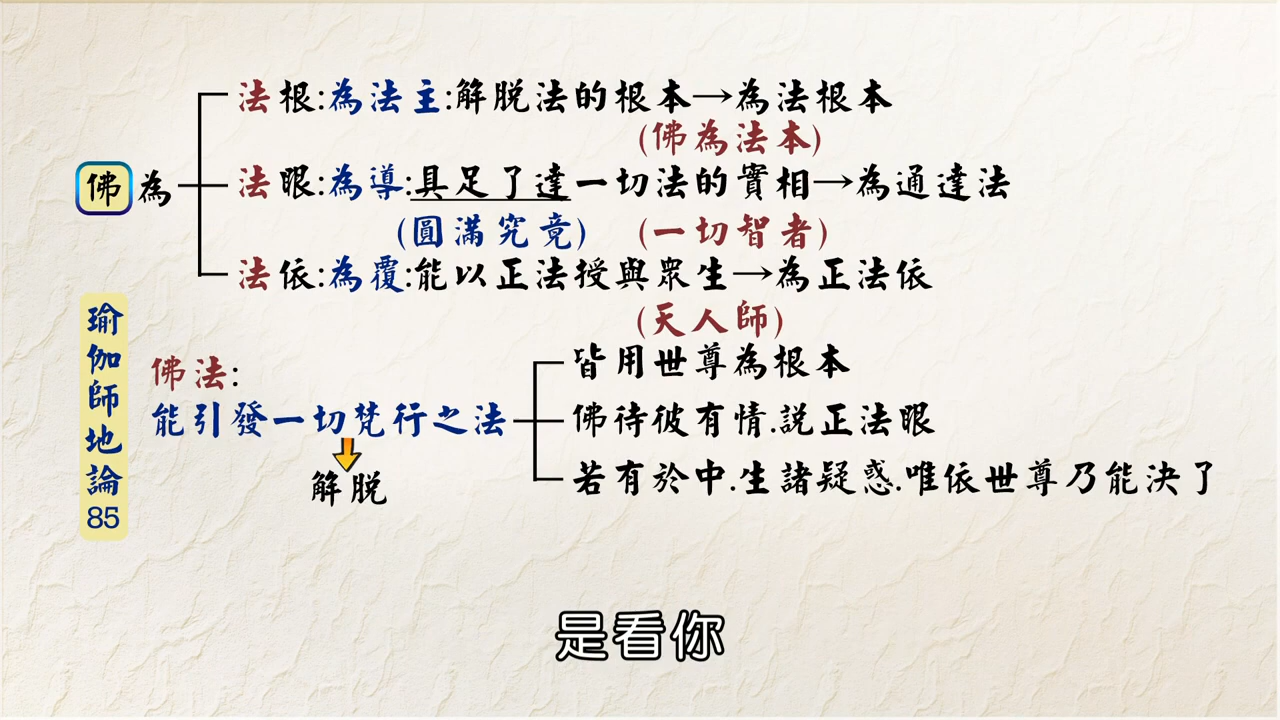 佛為
法根:為法主:解脫法的根本→為法根本
(佛為法本)
法眼:為導:具足了達一切法的實相→為通達法
(圓滿究竟) (一切智者)
法依:為覆:能以正法授與眾生→為正法依
(天人師)
瑜伽師地論85
佛法:
能引發一切梵行之法
解脫
皆用世尊為根本
佛待彼有情.説正法眼
若有於中.生諸疑惑.唯依世尊乃能決了
是看你